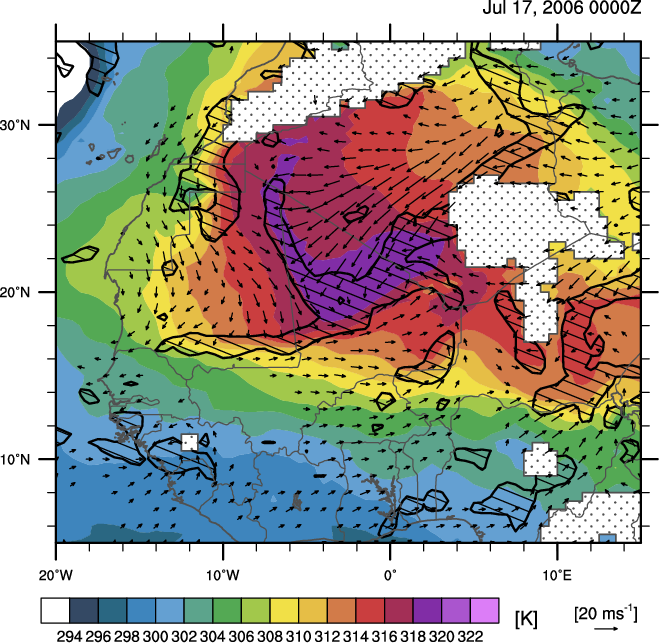 Jul 17, 2006 0000Z
30°N
20°N
10°N
20°W 10°W 0° 10°E
294 296 298 300 302 304 306 308 310 312 314 316 318 320 322 [K] [20 ms⁻¹]